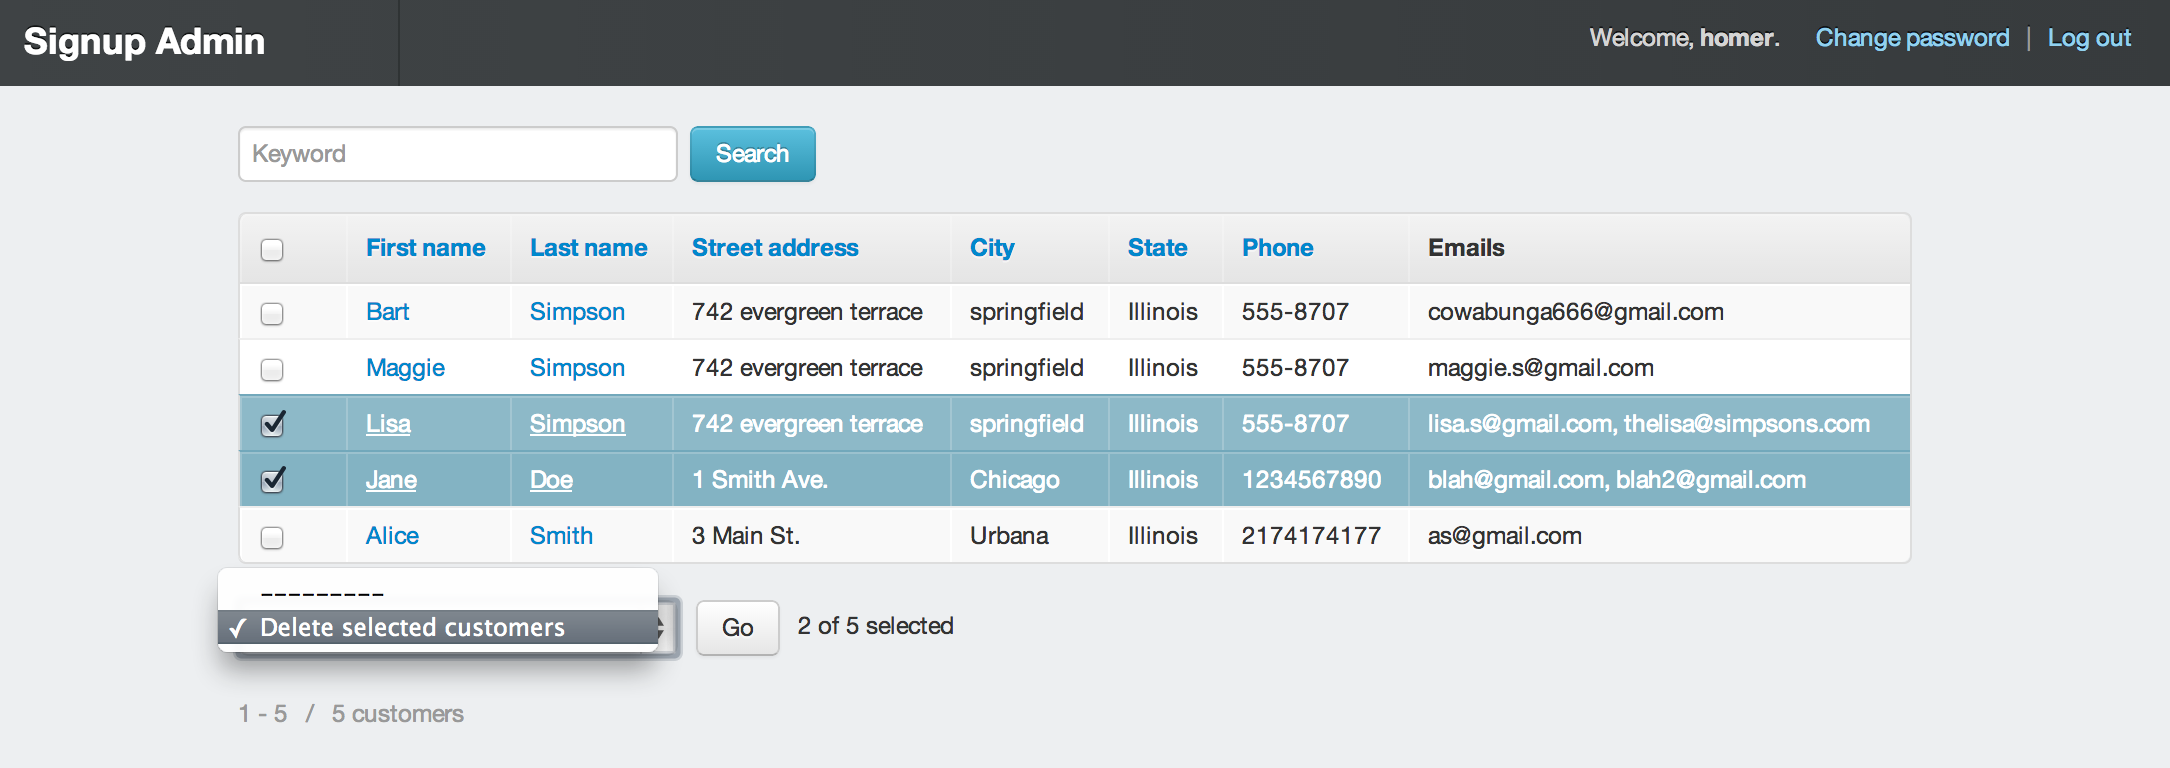 Signup Admin
Welcome, homer. Change password | Log out
Keyword Search
First name Last name Street address City State Phone Emails
Bart Simpson 742 evergreen terrace springfield Illinois 555-8707 cowabunga666@gmail.com
Maggie Simpson 742 evergreen terrace springfield Illinois 555-8707 maggie.s@gmail.com
Lisa Simpson 742 evergreen terrace springfield Illinois 555-8707 lisa.s@gmail.com, thelisa@simpsons.com
Jane Doe 1 Smith Ave. Chicago Illinois 1234567890 blah@gmail.com, blah2@gmail.com
Alice Smith 3 Main St. Urbana Illinois 2174174177 as@gmail.com
---------
✓ Delete selected customers Go 2 of 5 selected
1 - 5 / 5 customers